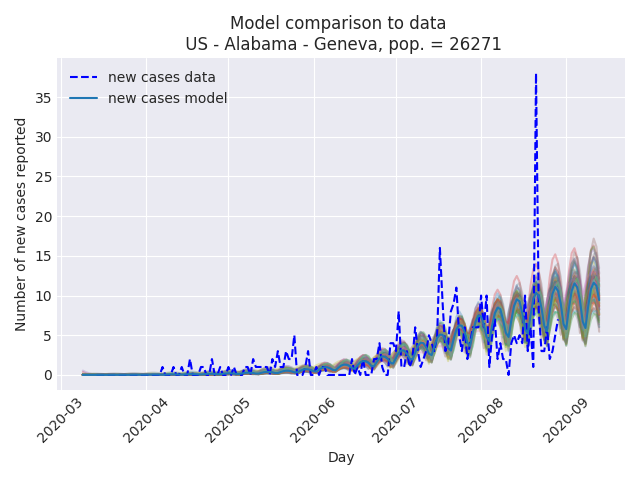 Model comparison to data
US - Alabama - Geneva, pop. = 26271
new cases data
new cases model
Number of new cases reported
35
30
25
20
15
10
5
0
2020-03
2020-04
2020-05
2020-06
2020-07
2020-08
2020-09
Day